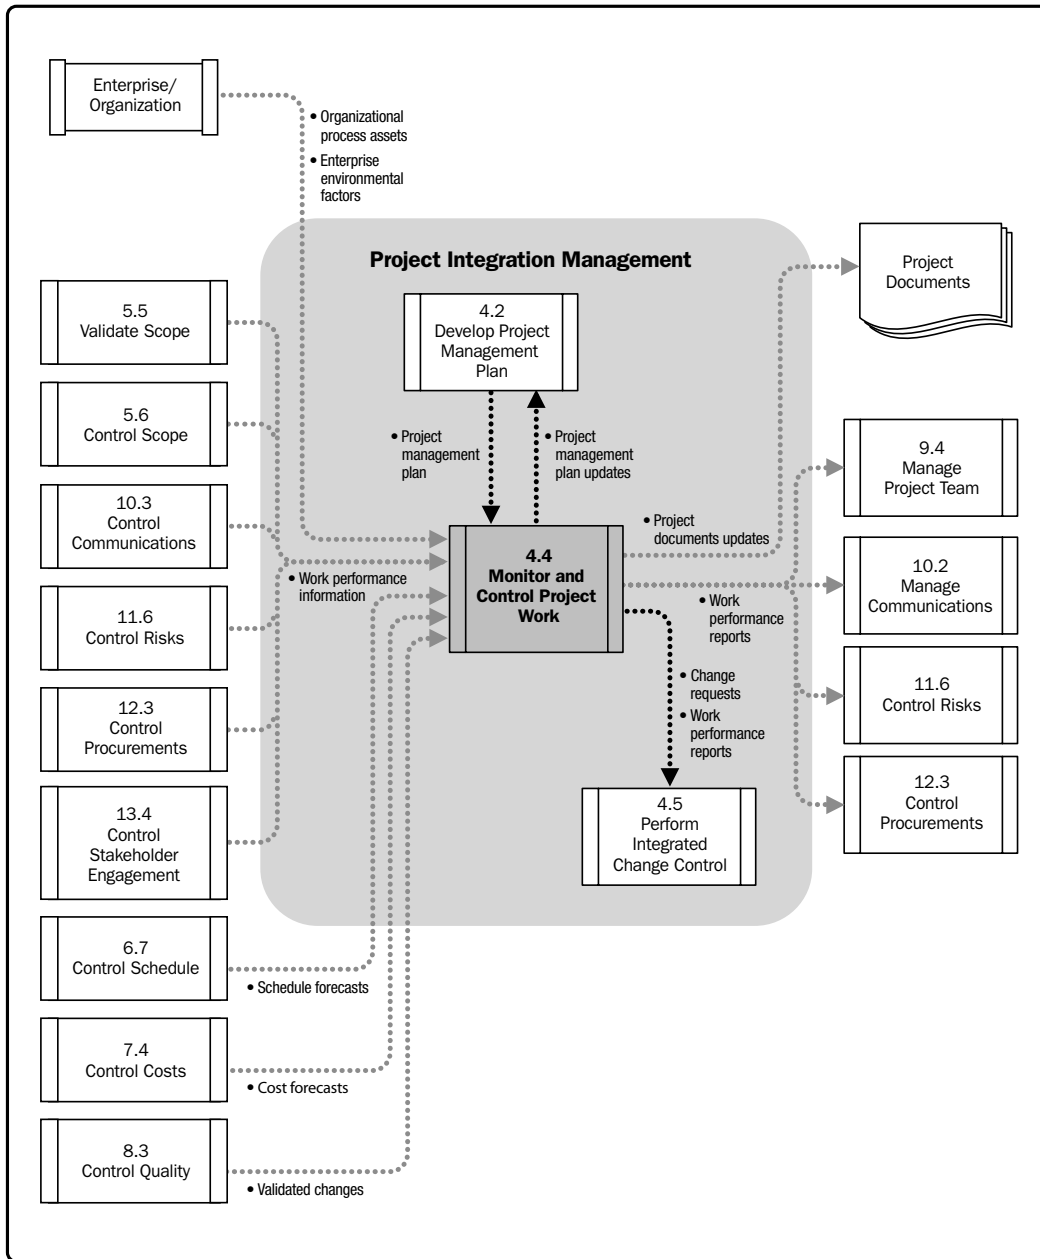 Enterprise/
Organization
• Organizational
process assets
• Enterprise
environmental
factors
Project Integration Management
Project
Documents
5.5
Validate Scope
4.2
Develop Project
Management
Plan
5.6
Control Scope
• Project
management
plan
• Project
management
plan updates
9.4
Manage
Project Team
10.3
Control
Communications
• Work performance
information
4.4
Monitor and
Control Project
Work
• Project
documents updates
10.2
Manage
Communications
• Work
performance
reports
11.6
Control Risks
• Change
requests
• Work
performance
reports
11.6
Control Risks
12.3
Control
Procurements
4.5
Perform
Integrated
Change Control
12.3
Control
Procurements
13.4
Control
Stakeholder
Engagement
6.7
Control Schedule
• Schedule forecasts
7.4
Control Costs
• Cost forecasts
8.3
Control Quality
• Validated changes